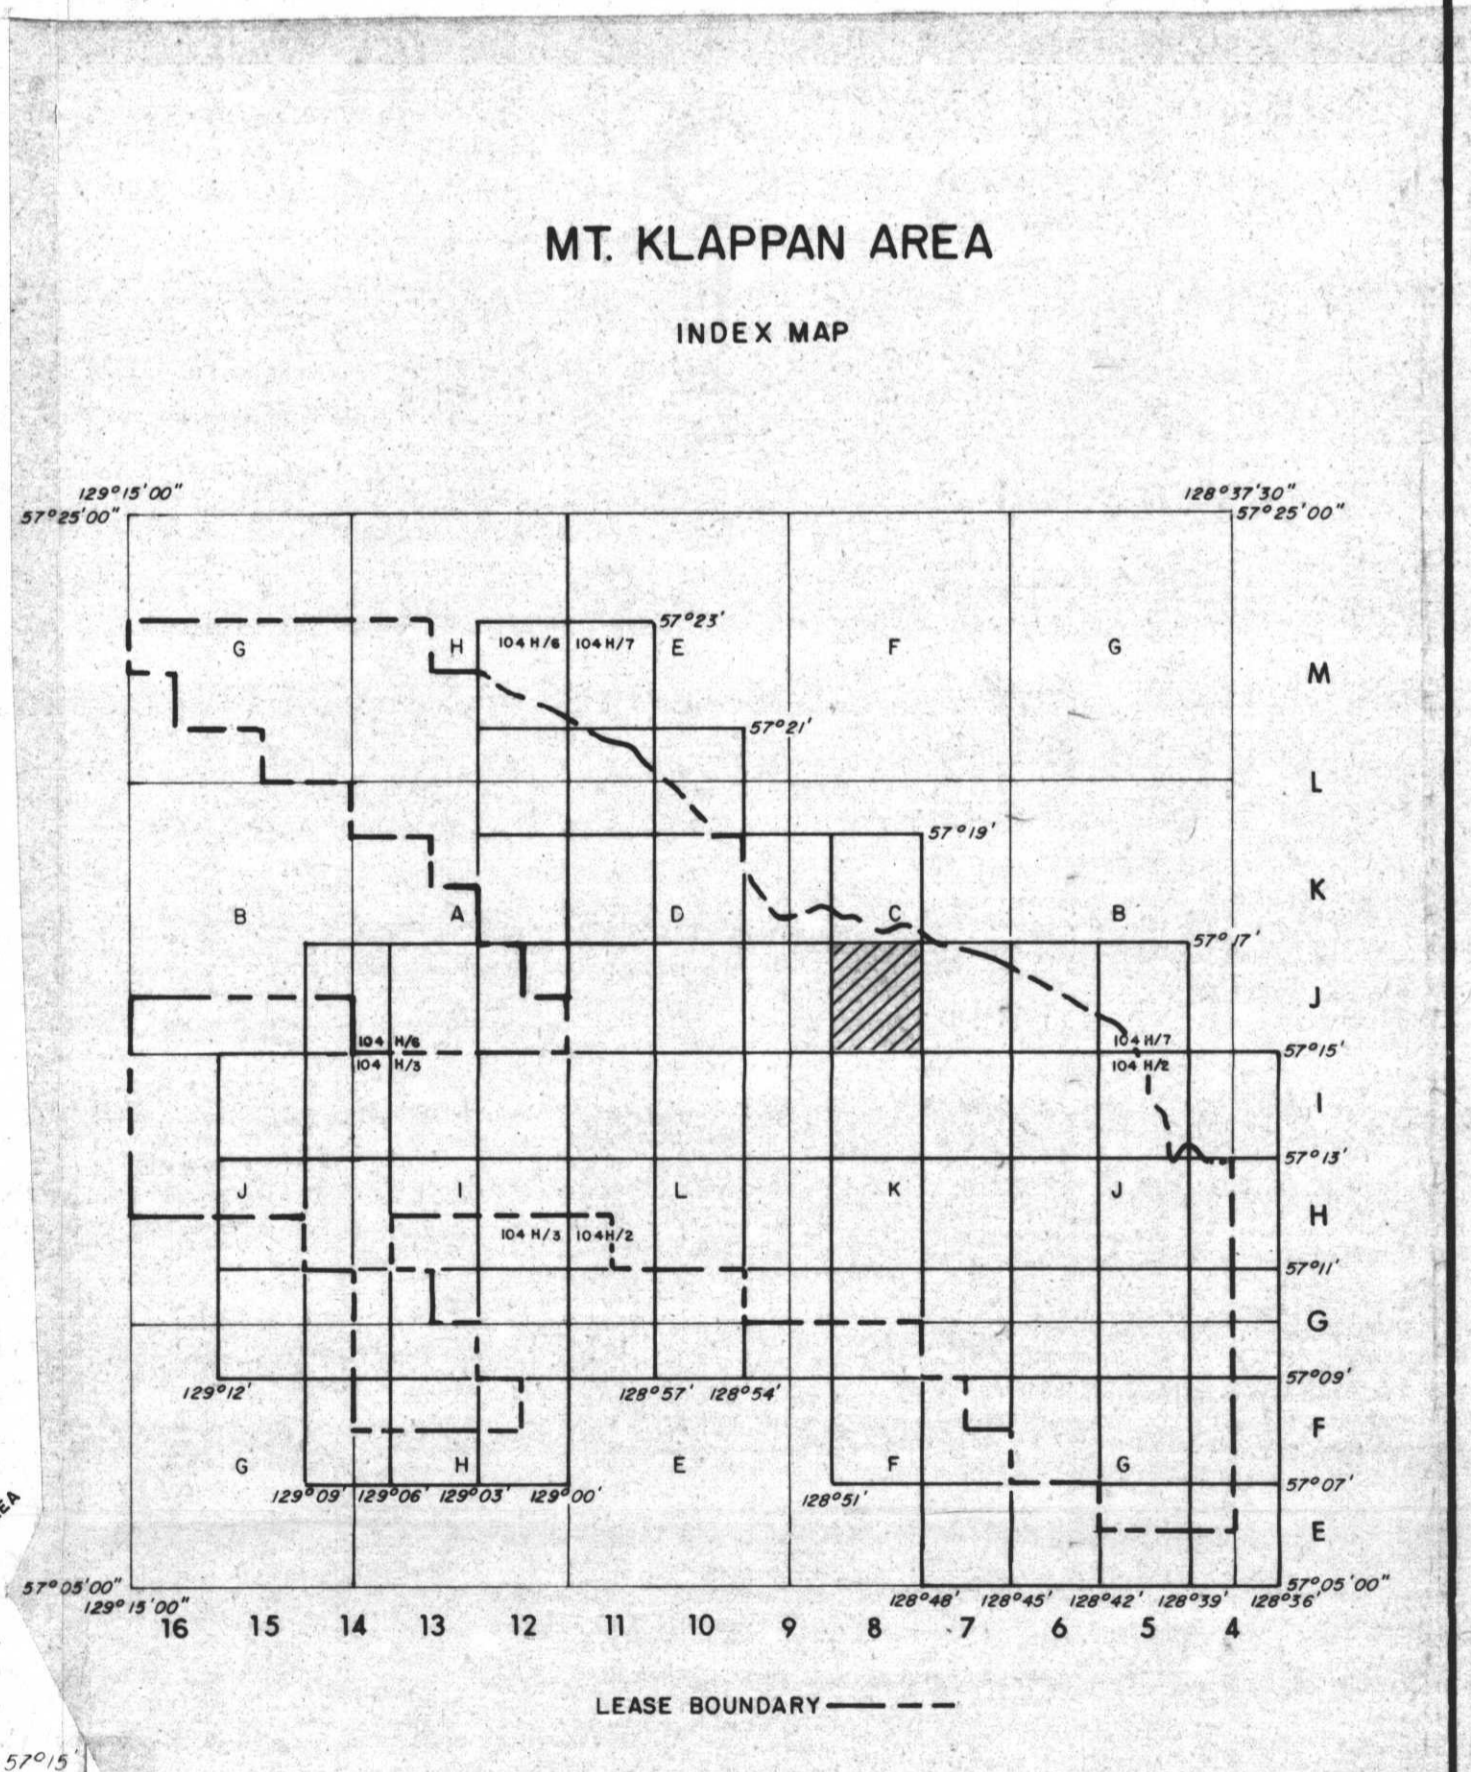 MT. KLAPPAN AREA
INDEX MAP
129°15'00" 128°37'30"
57°25'00" 57°25'00"
57°23'
G H 104 H/6 104 H/7 E F G
M
57°21'
L
57°19'
K
B A D C B
57°17'
J
104 H/6 104 H/7
57°15'
104 H/3 104 H/2
I
57°13'
J I L K J
H
104 H/3 104H/2
57°11'
G
57°09'
129°12' 128°57' 128°54'
F
G H E F G
57°07'
129°09' 129°06' 129°03' 129°00' 128°51'
E
57°05'00" 57°05'00"
129°15'00" 128°48' 128°45' 128°42' 128°39' 128°36'
16 15 14 13 12 11 10 9 8 7 6 5 4
LEASE BOUNDARY
57°15'